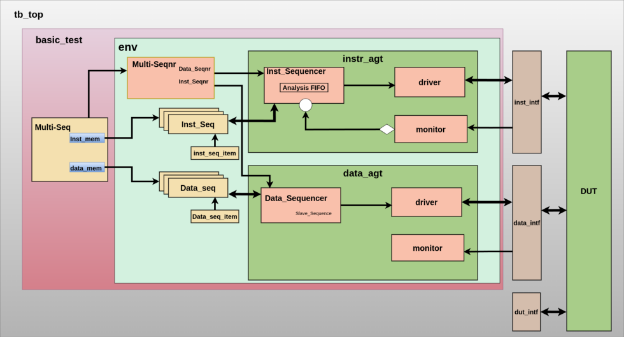 tb_top
basic_test
env
Multi-Seqnr
Data_Seqnr
Inst_Seqnr
instr_agt
Inst_Sequencer
Analysis FIFO
driver
monitor
inst_intf
Multi-Seq
Inst_mem
data_mem
Inst_Seq
inst_seq_item
Data_seq
Data_seq_item
data_agt
Data_Sequencer
Slave_Sequence
driver
monitor
data_intf
dut_intf
DUT